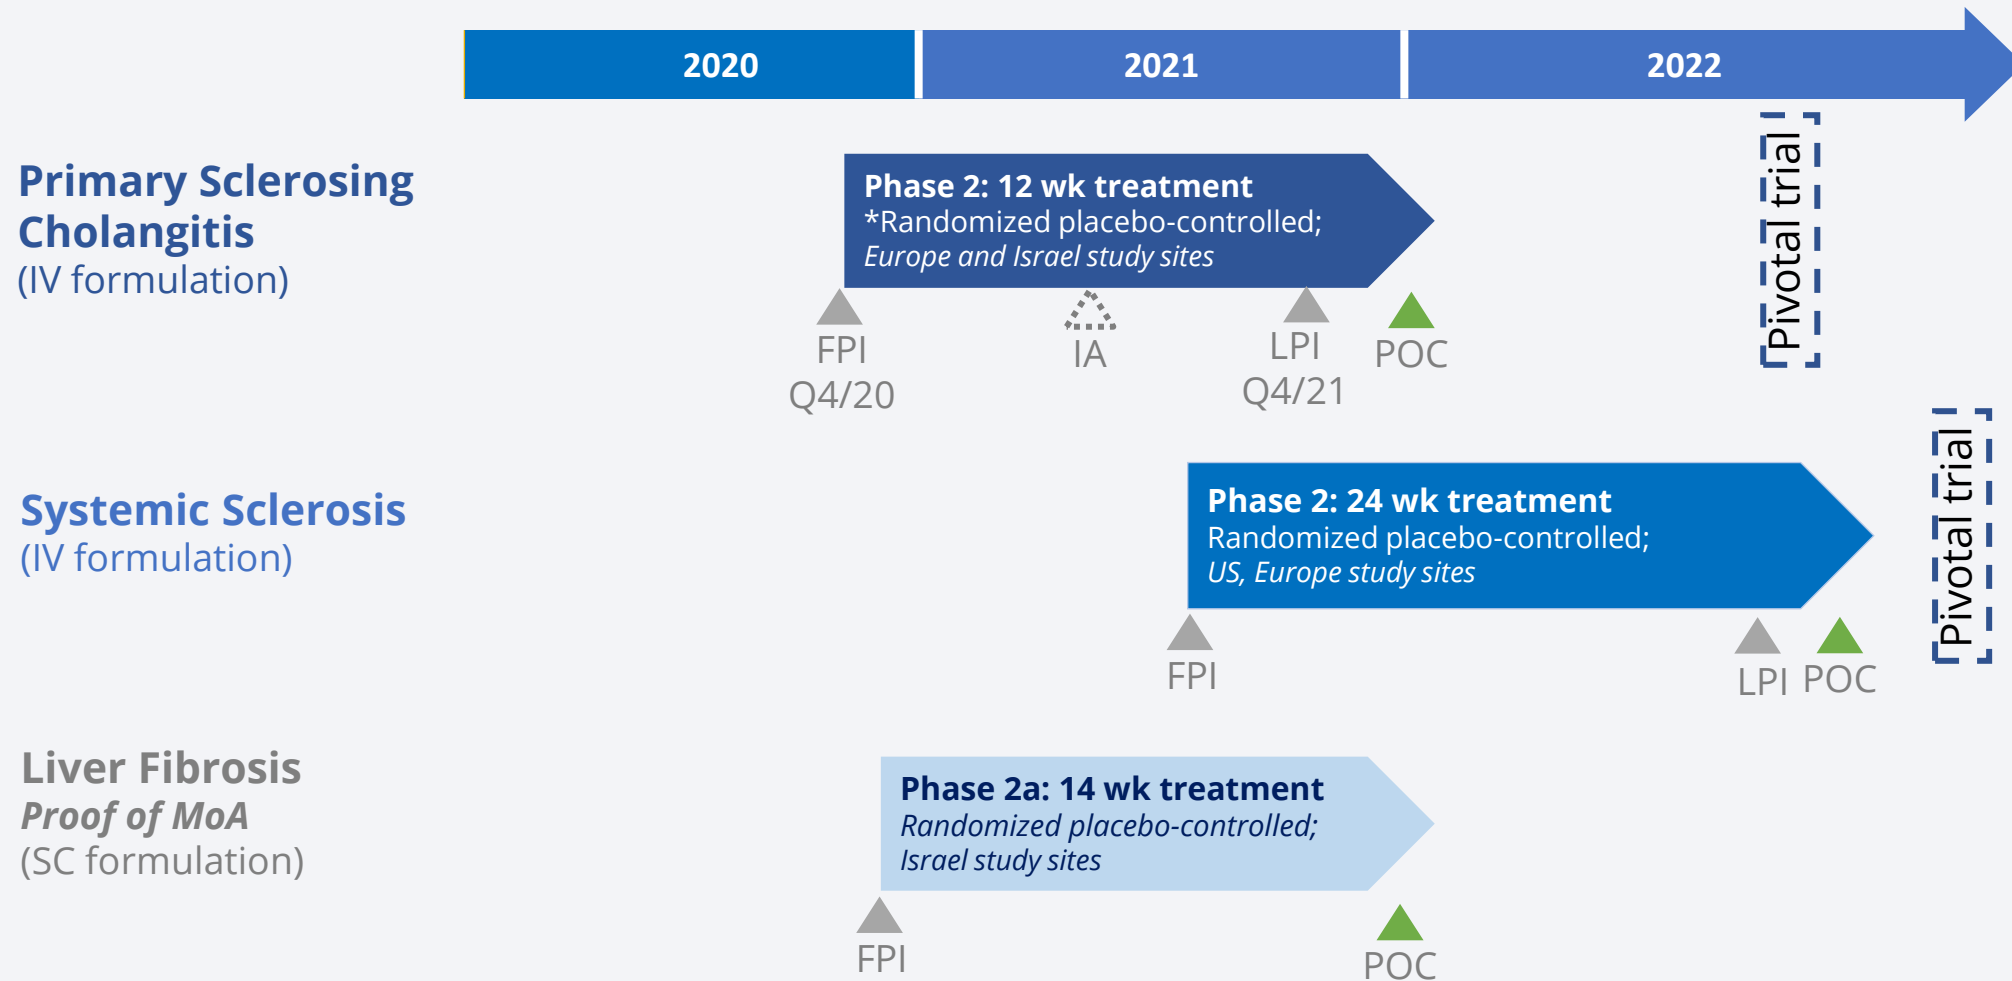 2020
2021
2022
Primary Sclerosing
Cholangitis
(IV formulation)
Phase 2: 12 wk treatment
*Randomized placebo-controlled;
Europe and Israel study sites
Pivotal trial
FPI
Q4/20
IA
LPI
Q4/21
POC
Systemic Sclerosis
(IV formulation)
Phase 2: 24 wk treatment
Randomized placebo-controlled;
US, Europe study sites
Pivotal trial
FPI
LPI
POC
Liver Fibrosis
Proof of MoA
(SC formulation)
Phase 2a: 14 wk treatment
Randomized placebo-controlled;
Israel study sites
FPI
POC